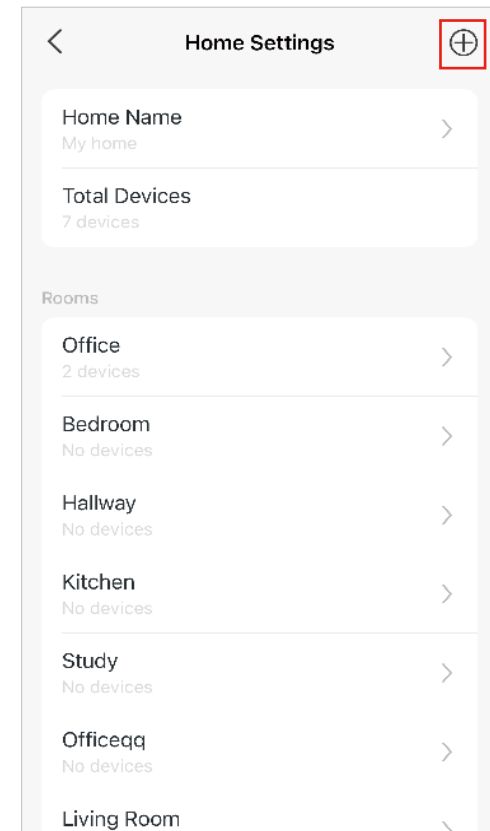 Home Settings
Home Name
My home
Total Devices
7 devices
Rooms
Office
2 devices
Bedroom
No devices
Hallway
No devices
Kitchen
No devices
Study
No devices
Officeqq
No devices
Living Room